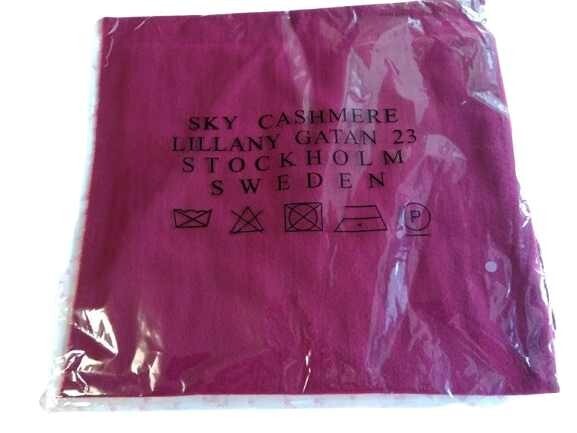 SKY CASHMERE
LILLANY GATAN 23
STOCKHOLM
SWEDEN
P